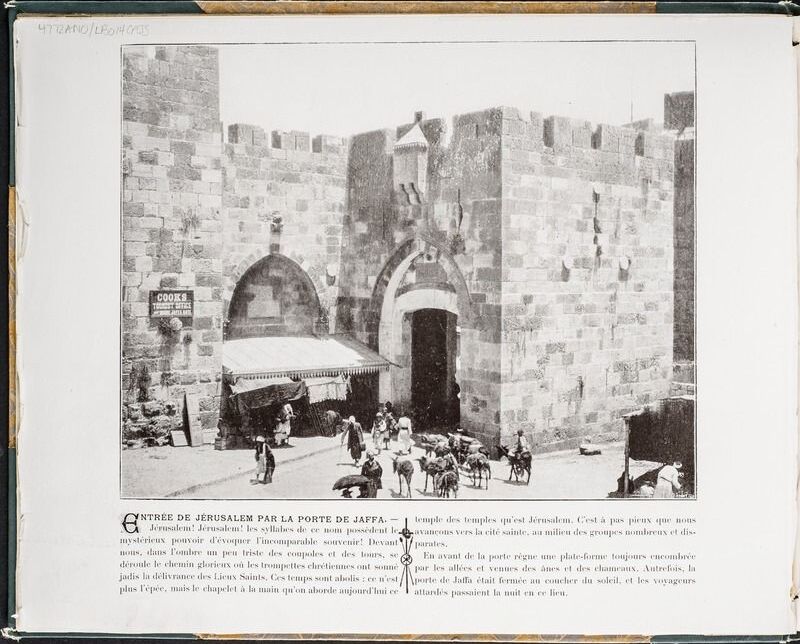 COOK'S
TOURIST OFFICE
INSIDE JAFFA GATE
ENTRÉE DE JÉRUSALEM PAR LA PORTE DE JAFFA. —
Jérusalem! Jérusalem! les syllabes de ce nom possèdent le
mystérieux pouvoir d'évoquer l'incomparable souvenir! Devant
nous, dans l'ombre un peu triste des coupoles et des tours, se
déroule le chemin glorieux où les trompettes chrétiennes ont sonné
jadis la délivrance des Lieux Saints. Ces temps sont abolis : ce n'est
plus l'épée, mais le chapelet à la main qu'on aborde aujourd'hui ce
temple des temples qu'est Jérusalem. C'est à pas pieux que nous
avançons vers la cité sainte, au milieu des groupes nombreux et dis-
parates.
En avant de la porte règne une plate-forme toujours encombrée
par les allées et venues des ânes et des chameaux. Autrefois, la
porte de Jaffa était fermée au coucher du soleil, et les voyageurs
attardés passaient la nuit en ce lieu.